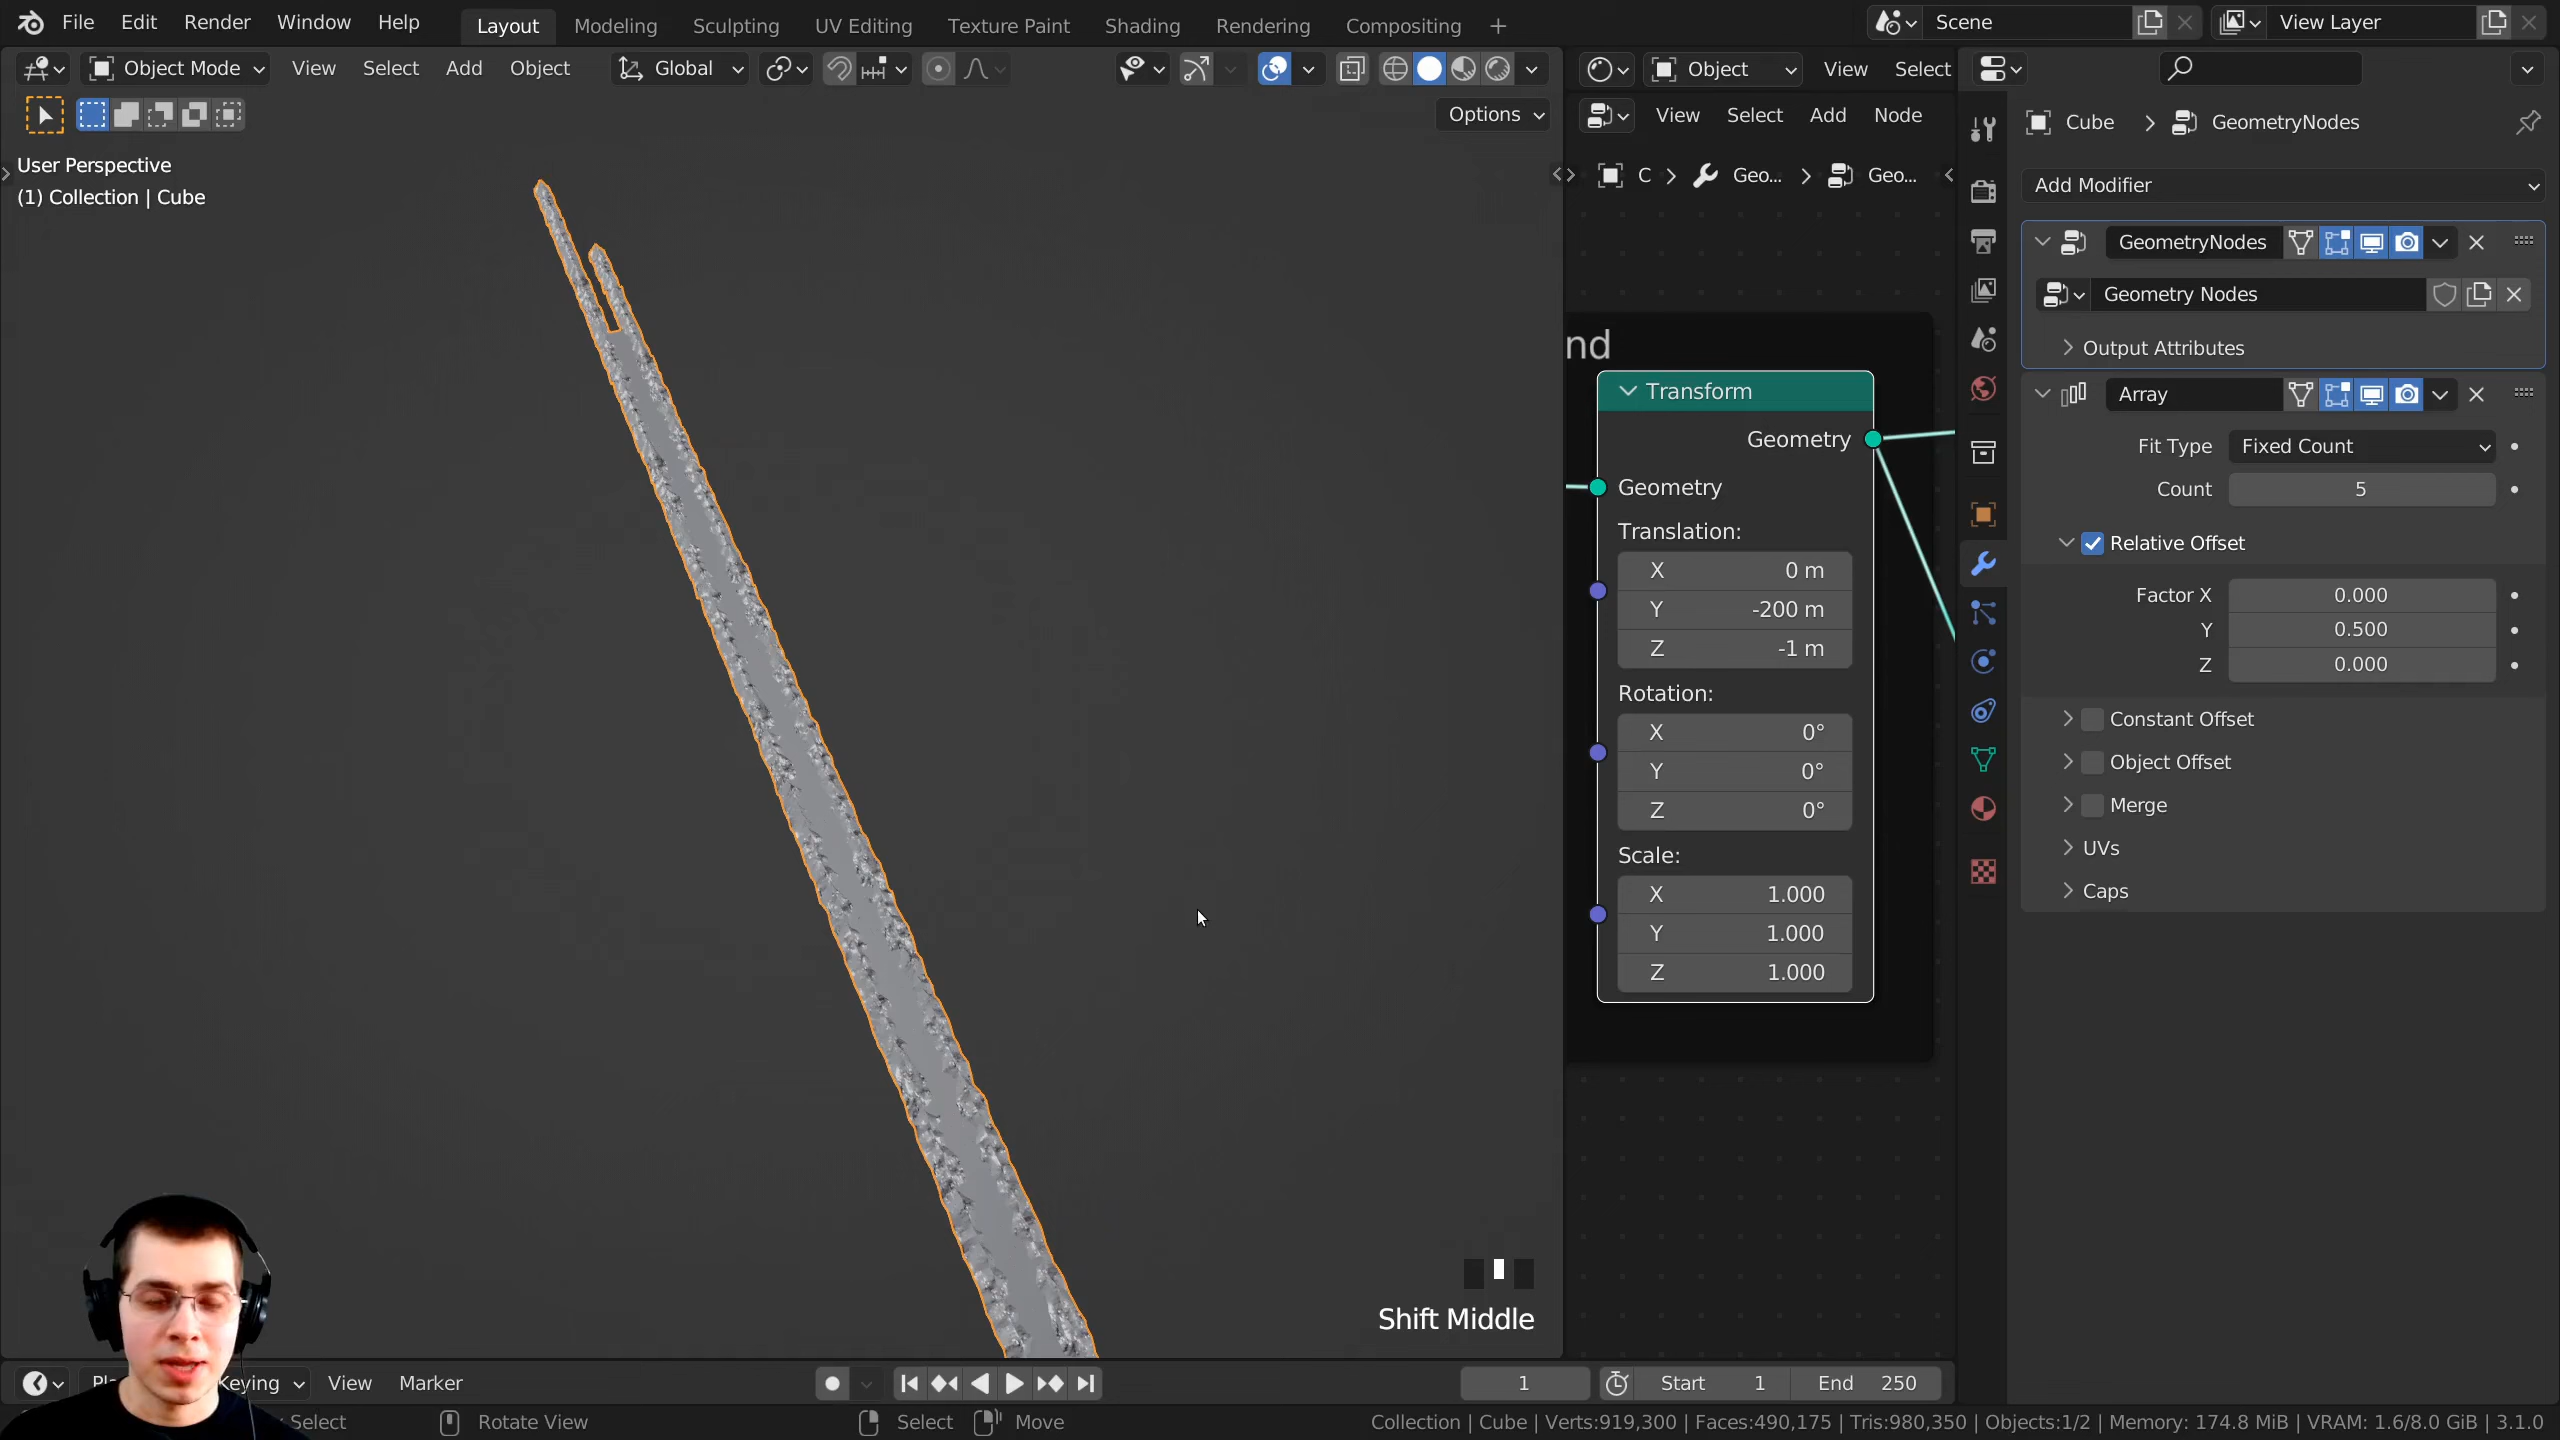 File Edit Render Window Help Layout Modeling Sculpting UV Editing Texture Paint Shading Rendering Compositing Scene View Layer
Object Mode View Select Add Object Global Object View Select
Options View Select Add Node Cube GeometryNodes
User Perspective
(1) Collection | Cube
C Geo... Geo...
Add Modifier
GeometryNodes
Geometry Nodes
Output Attributes
nd
Transform
Geometry
Geometry
Translation:
X 0 m
Y -200 m
Z -1 m
Rotation:
X 0°
Y 0°
Z 0°
Scale:
X 1.000
Y 1.000
Z 1.000
Array
Fit Type Fixed Count
Count 5
Relative Offset
Factor X 0.000
Y 0.500
Z 0.000
Constant Offset
Object Offset
Merge
UVs
Caps
Shift Middle
Keying View Marker 1 Start 1 End 250
Select Rotate View Select Move Collection | Cube | Verts:919,300 | Faces:490,175 | Tris:980,350 | Objects:1/2 | Memory: 174.8 MiB | VRAM: 1.6/8.0 GiB | 3.1.0